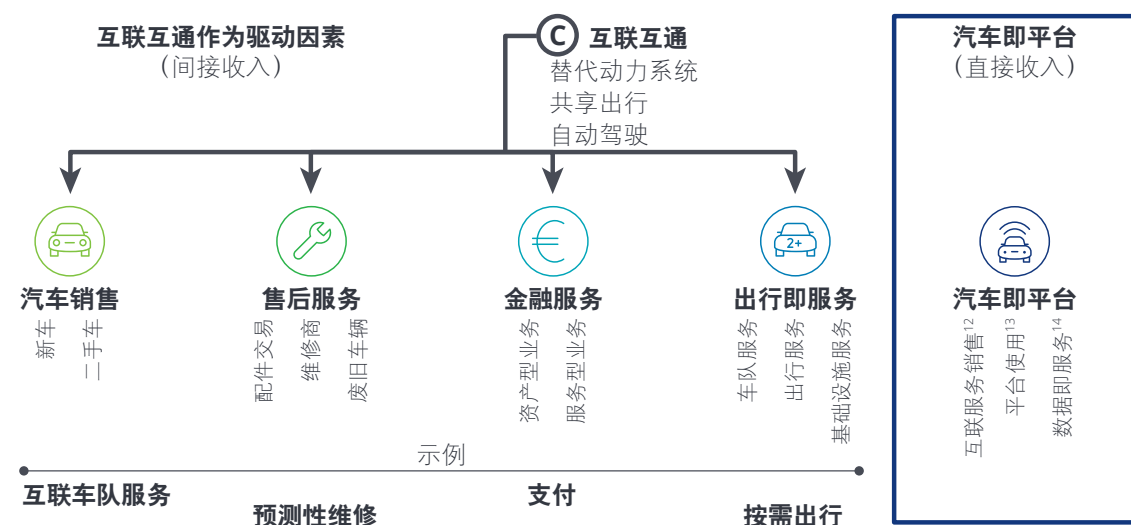 互联互通作为驱动因素
（间接收入）
C 互联互通
替代动力系统
共享出行
自动驾驶
汽车即平台
（直接收入）
汽车销售
新车
二手车
售后服务
配件交易
维修商
废旧车辆
€
金融服务
资产型业务
服务型业务
2+
出行即服务
车队服务
出行服务
基础设施服务
汽车即平台
互联服务销售12
平台使用13
数据即服务14
示例
互联车队服务
预测性维修
支付
按需出行